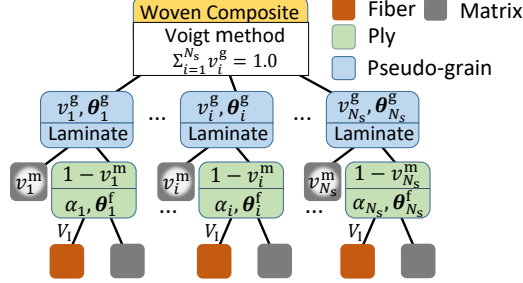 Woven Composite
Voigt method
Σ_{i=1}^{N_s} v_i^g = 1.0
Fiber Matrix
Ply
Pseudo-grain
v_1^g, θ_1^g ... v_i^g, θ_i^g ... v_{N_s}^g, θ_{N_s}^g
Laminate Laminate Laminate
v_1^m 1 − v_1^m v_i^m 1 − v_i^m v_{N_s}^m 1 − v_{N_s}^m
α_1, θ_1^f ... α_i, θ_i^f ... α_{N_s}, θ_{N_s}^f
V_I V_I V_I